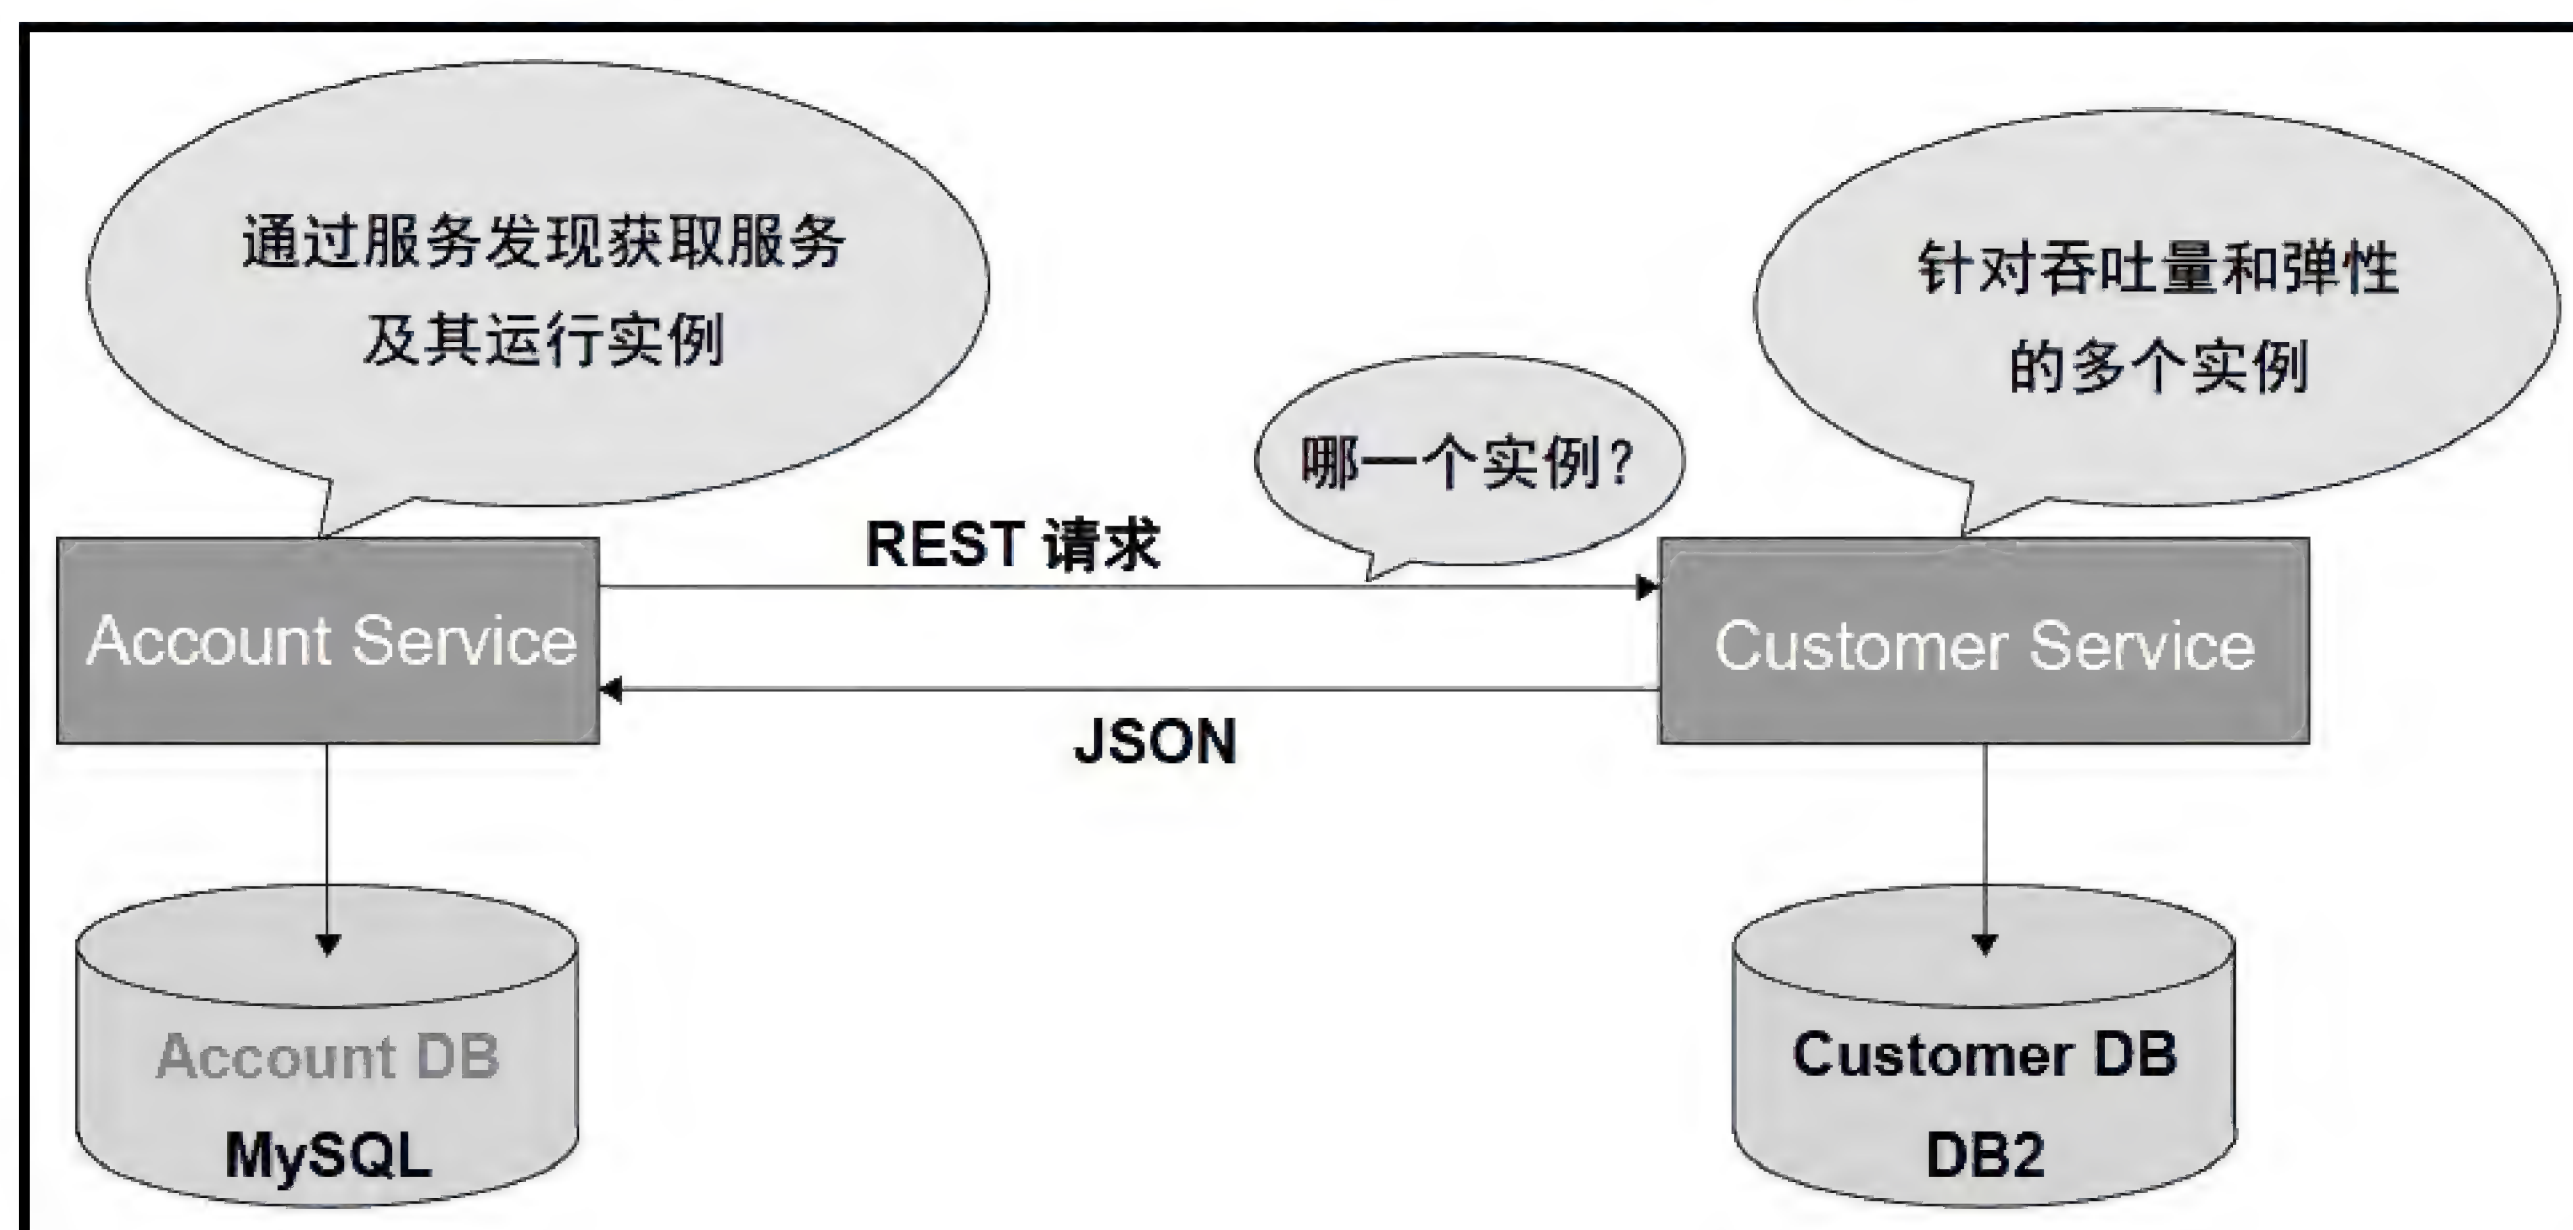 通过服务发现获取服务
及其运行实例
针对吞吐量和弹性
的多个实例
哪一个实例?
REST 请求
Account Service
Customer Service
JSON
Account DB
MySQL
Customer DB
DB2